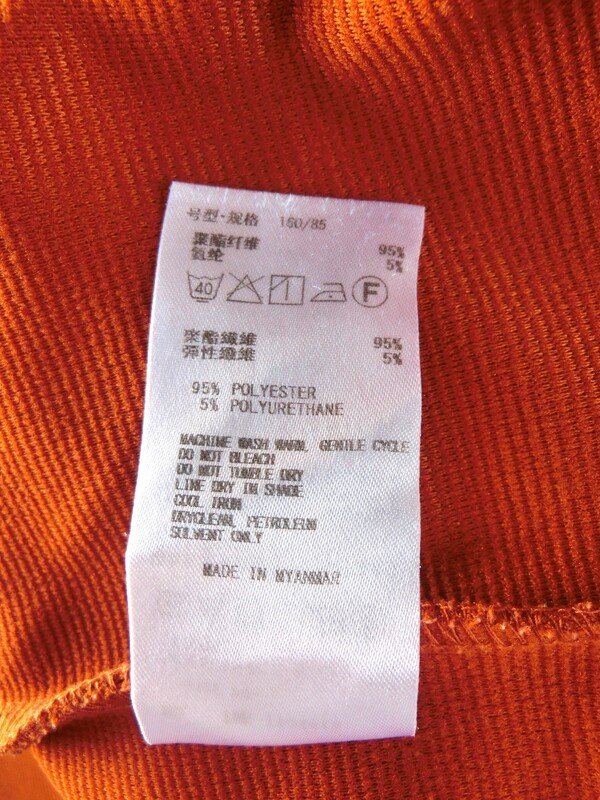 号型·规格 160/85
聚酯纤维 95%
氨纶 5%
40 F
聚酯纖維 95%
弹性纖維 5%
95% POLYESTER
5% POLYURETHANE
MACHINE WASH WARM, GENTLE CYCLE
DO NOT BLEACH
DO NOT TUMBLE DRY
LINE DRY IN SHADE
COOL IRON
DRYCLEAN, PETROLEUM
SOLVENT ONLY
MADE IN MYANMAR